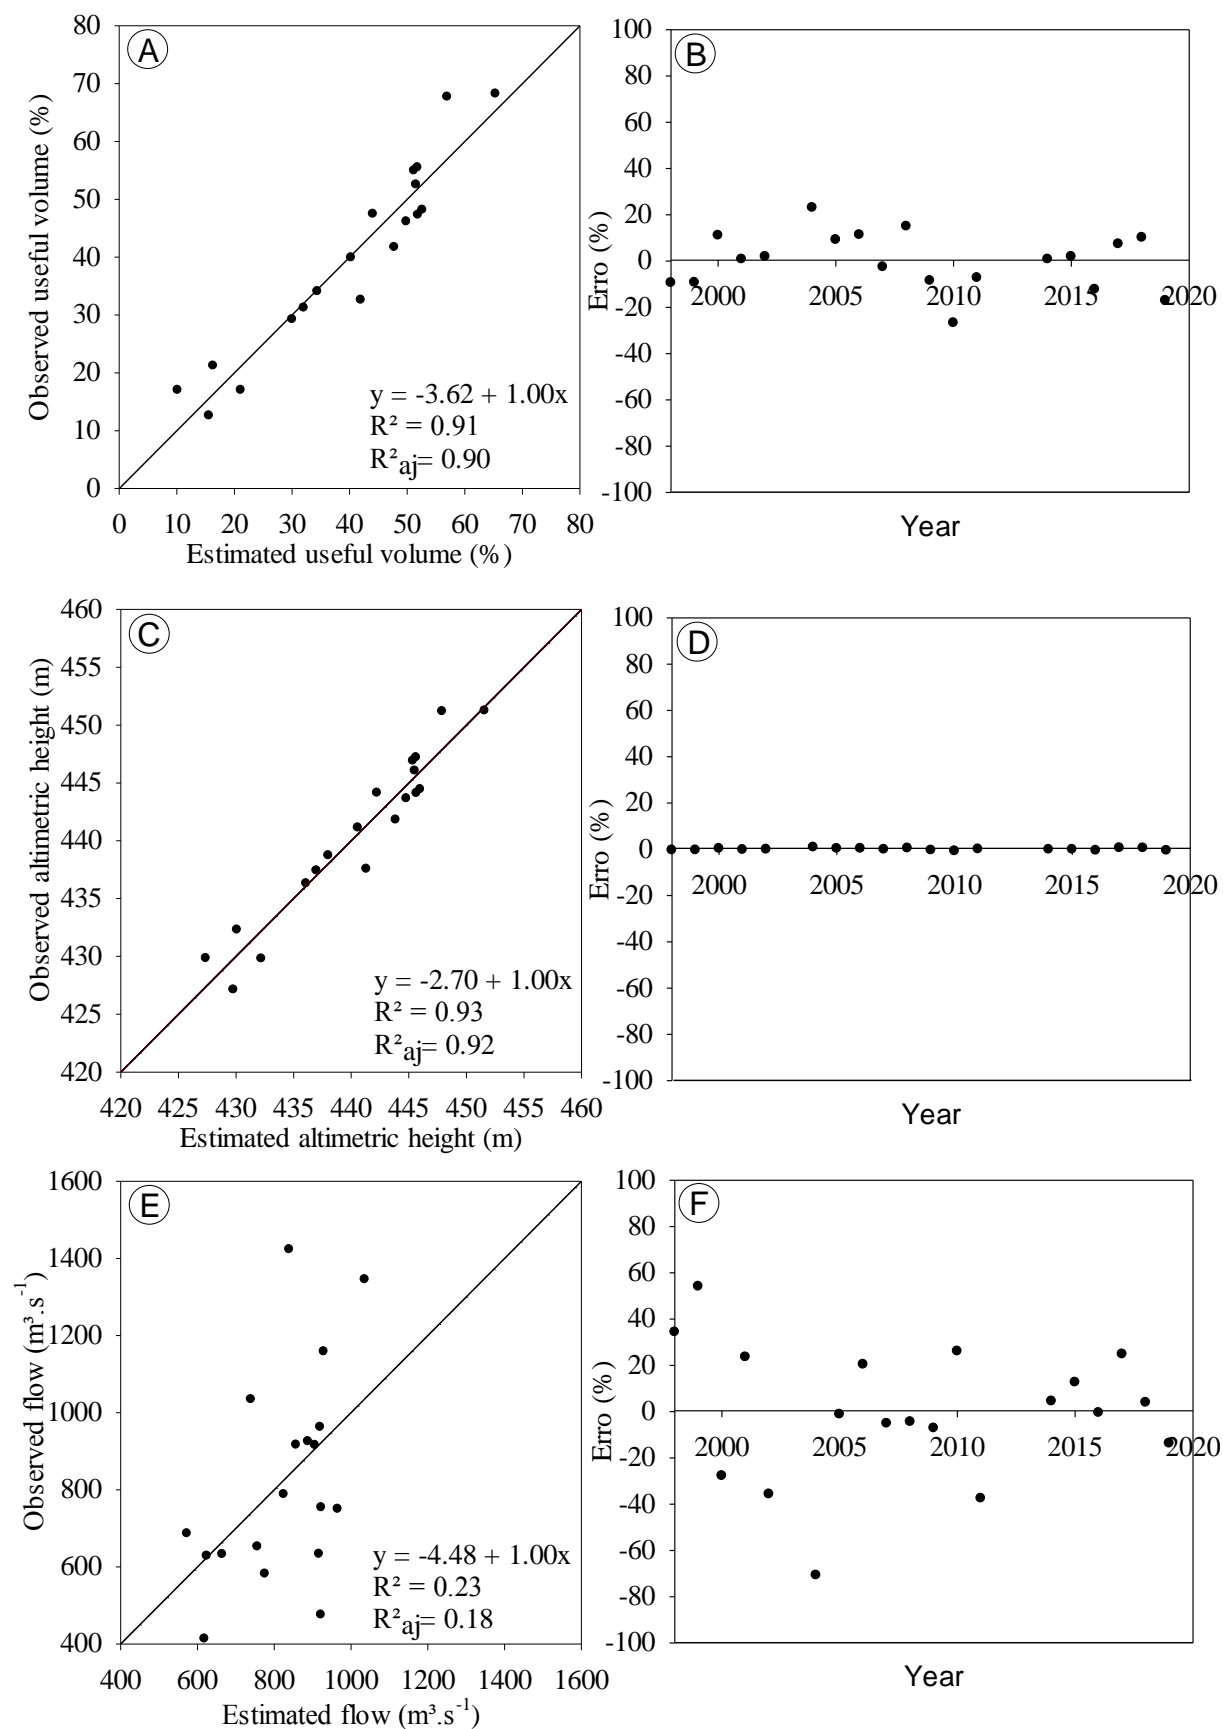 A
80
70
60
50
40
30
20
10
0
Observed useful volume (%)
y = -3.62 + 1.00x
R² = 0.91
R²aj= 0.90
0 10 20 30 40 50 60 70 80
Estimated useful volume (%)
B
100
80
60
40
20
0
-20
-40
-60
-80
-100
Erro (%)
2000 2005 2010 2015 2020
Year
C
460
455
450
445
440
435
430
425
420
Observed altimetric height (m)
y = -2.70 + 1.00x
R² = 0.93
R²aj= 0.92
420 425 430 435 440 445 450 455 460
Estimated altimetric height (m)
D
100
80
60
40
20
0
-20
-40
-60
-80
-100
Erro (%)
2000 2005 2010 2015 2020
Year
E
1600
1400
1200
1000
800
600
400
Observed flow (m³.s-1)
y = -4.48 + 1.00x
R² = 0.23
R²aj= 0.18
400 600 800 1000 1200 1400 1600
Estimated flow (m³.s-1)
F
100
80
60
40
20
0
-20
-40
-60
-80
-100
Erro (%)
2000 2005 2010 2015 2020
Year